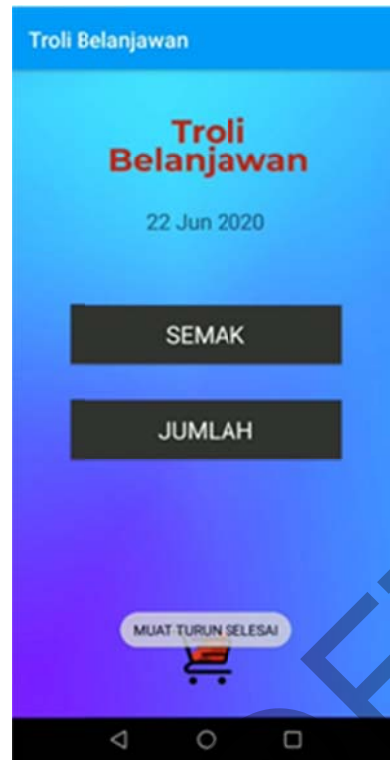 Troli Belanjawan
Troli
Belanjawan
22 Jun 2020
SEMAK
JUMLAH
MUAT TURUN SELESAI